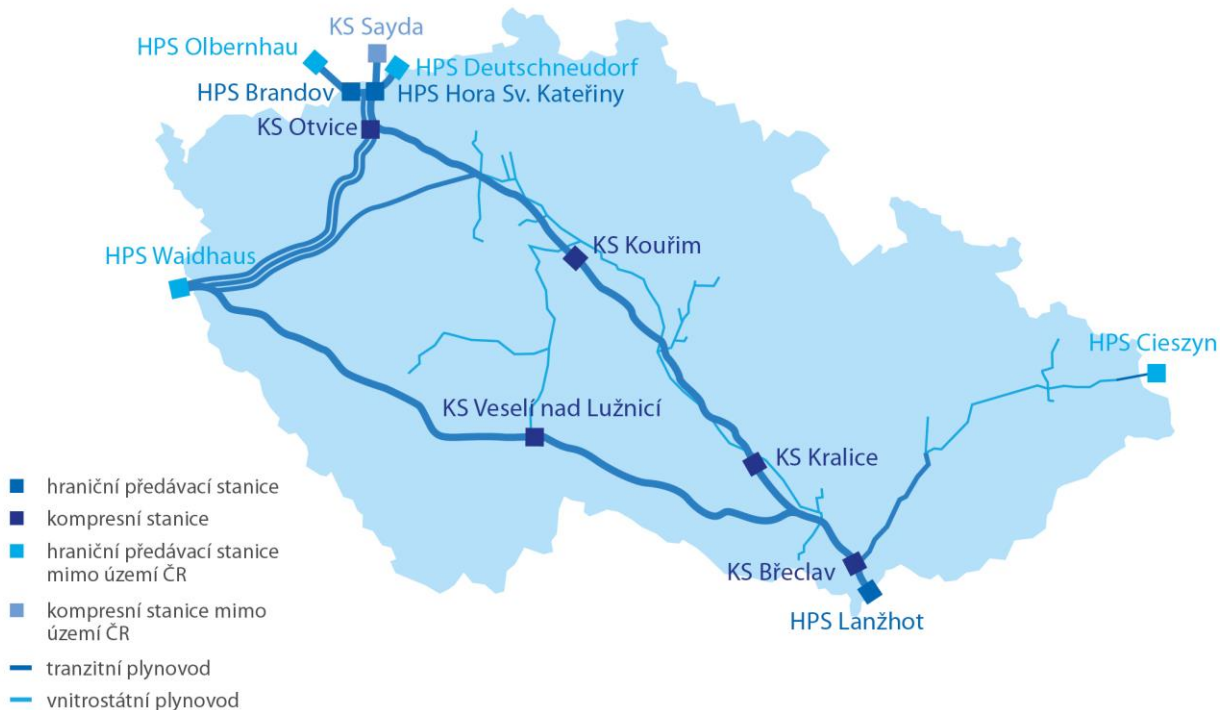 KS Sayda
HPS Olbernhau
HPS Deutschneudorf
HPS Brandov
HPS Hora Sv. Kateřiny
KS Otvice
KS Kouřim
HPS Waidhaus
HPS Cieszyn
KS Veselí nad Lužnicí
KS Kralice
KS Břeclav
HPS Lanžhot
hraniční předávací stanice
kompresní stanice
hraniční předávací stanice
mimo území ČR
kompresní stanice mimo
území ČR
tranzitní plynovod
vnitrostátní plynovod